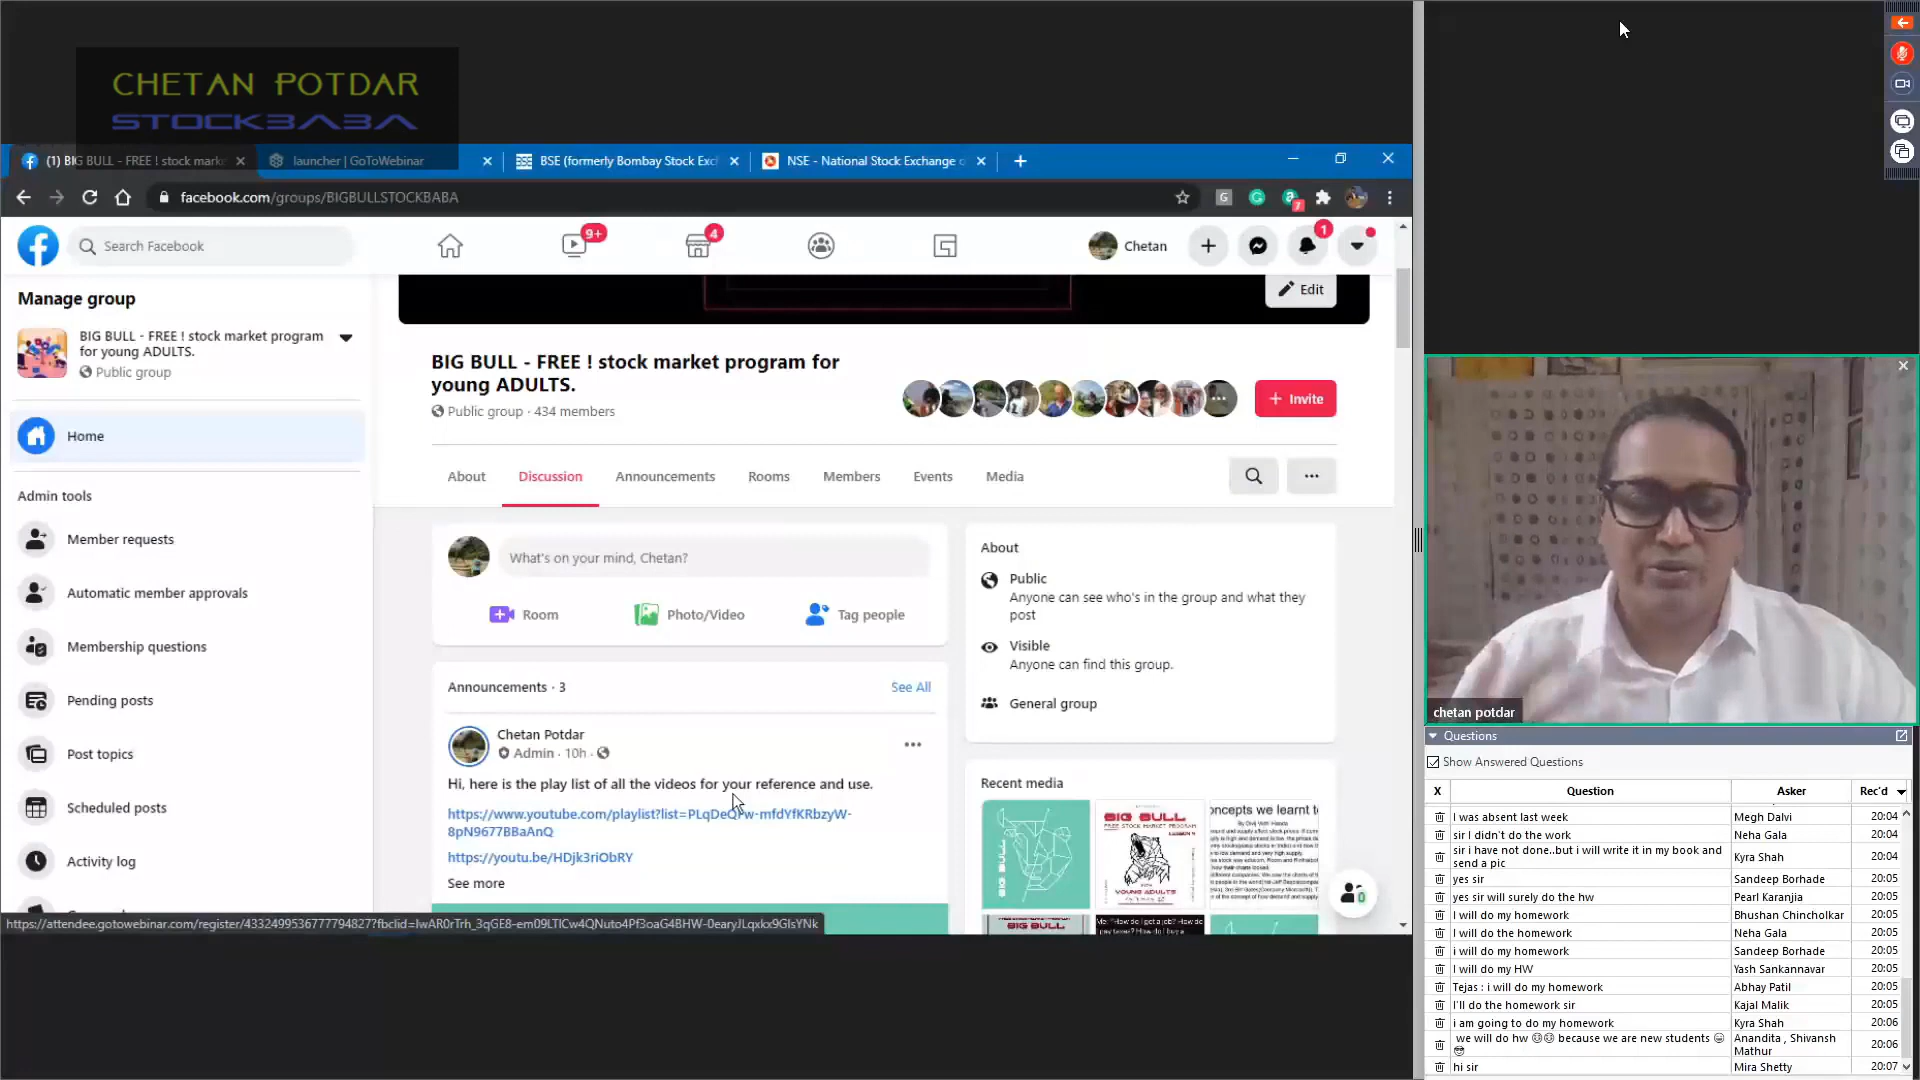 CHETAN POTDAR
STOCKBABA
(1) BIG BULL - FREE ! stock mark
launcher | GoToWebinar
BSE (formerly Bombay Stock Exc
NSE - National Stock Exchange o
facebook.com/groups/BIGBULLSTOCKBABA
G
7
Search Facebook
9+
4
Chetan
1
Manage group
BIG BULL - FREE ! stock market program
for young ADULTS.
Public group
Home
Admin tools
Member requests
Automatic member approvals
Membership questions
Pending posts
Post topics
Scheduled posts
Activity log
Edit
BIG BULL - FREE ! stock market program for
young ADULTS.
Public group · 434 members
Invite
About
Discussion
Announcements
Rooms
Members
Events
Media
What's on your mind, Chetan?
Room
Photo/Video
Tag people
Announcements · 3
See All
Chetan Potdar
Admin · 10h
Hi, here is the play list of all the videos for your reference and use.
https://www.youtube.com/playlist?list=PLqDeQPw-mfdYfKRbzyW-
8pN9677BBaAnQ
https://youtu.be/HDjk3riObRY
See more
About
Public
Anyone can see who's in the group and what they
post
Visible
Anyone can find this group.
General group
Recent media
BIG BULL
FREE STOCK MARKET PROGRAM
YOUNG ADULTS
oncepts we learnt t
BIG BULL
chetan potdar
Questions
Show Answered Questions
X Question Asker Rec'd
I was absent last week Megh Dalvi 20:04
sir I didn't do the work Neha Gala 20:04
sir i have not done..but i will write it in my book and
send a pic Kyra Shah 20:04
yes sir Sandeep Borhade 20:05
yes sir will surely do the hw Pearl Karanjia 20:05
I will do my homework Bhushan Chincholkar 20:05
I will do the homework Neha Gala 20:05
i will do my homework Sandeep Borhade 20:05
I will do my HW Yash Sankannavar 20:05
Tejas : i will do my homework Abhay Patil 20:05
I'll do the homework sir Kajal Malik 20:05
i am going to do my homework Kyra Shah 20:06
we will do hw because we are new students Anandita , Shivansh
Mathur 20:06
hi sir Mira Shetty 20:07